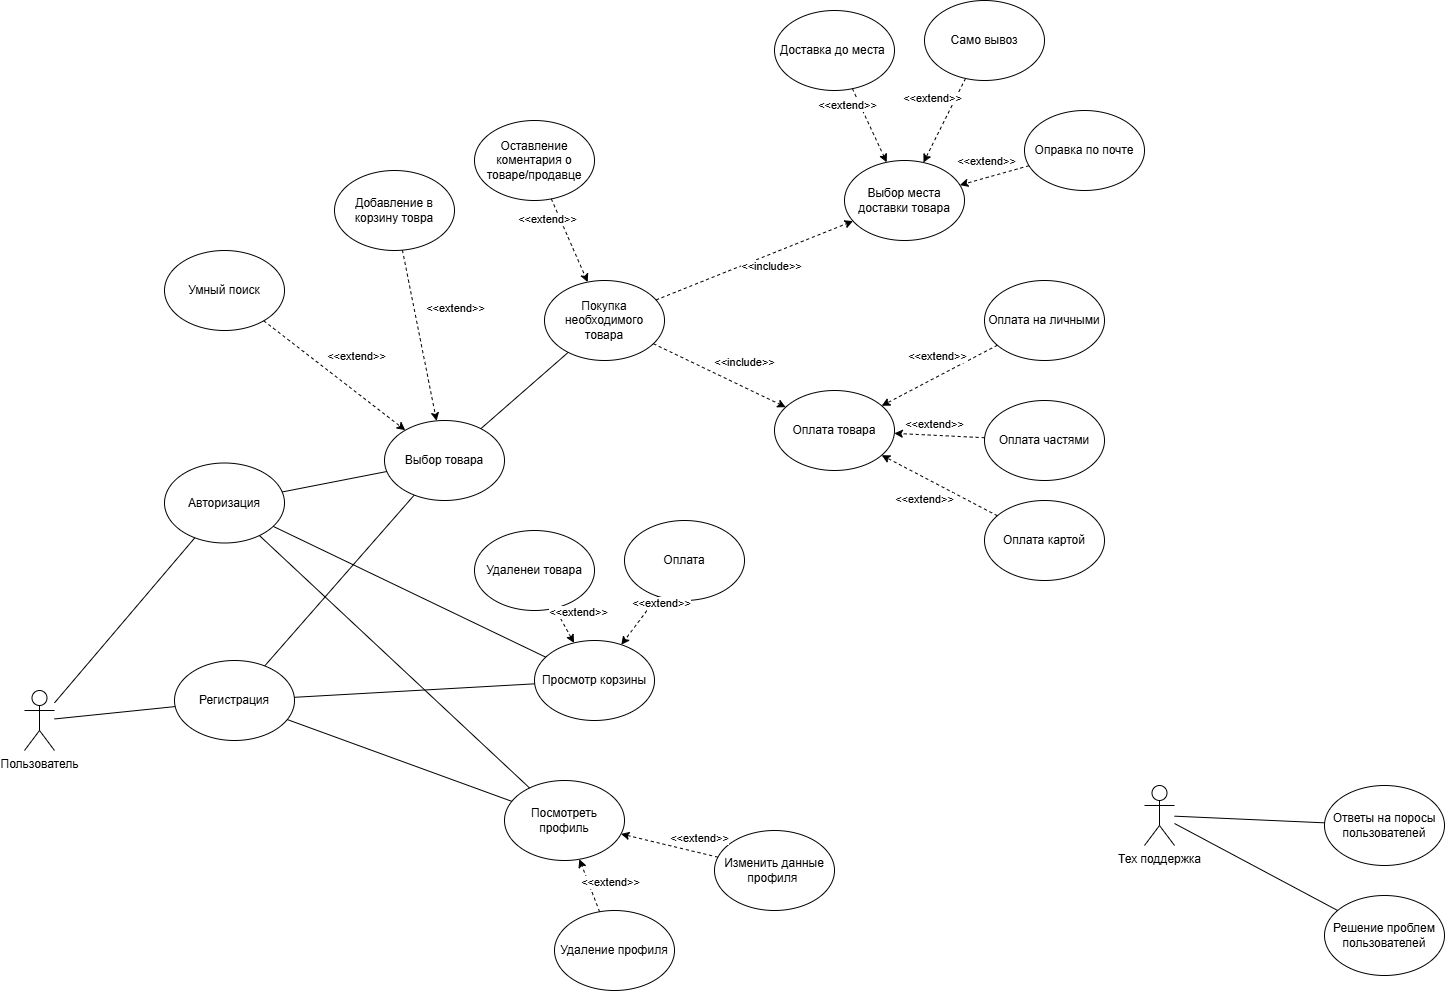 Доставка до места
Само вывоз
<<extend>>
<<extend>>
Оправка по почте
<<extend>>
Выбор места
доставки товара
Оставление
коментария о
товаре/продавце
<<extend>>
Добавление в
корзину товра
<<extend>>
Умный поиск
<<extend>>
Покупка
необходимого
товара
<<include>>
<<include>>
Оплата на личными
<<extend>>
Оплата товара
<<extend>>
Оплата частями
<<extend>>
Оплата картой
Выбор товара
Авторизация
Удаленеи товара
Оплата
<<extend>>
<<extend>>
Просмотр корзины
Регистрация
Пользователь
Посмотреть
профиль
<<extend>>
Изменить данные
профиля
<<extend>>
Удаление профиля
Тех поддержка
Ответы на поросы
пользователей
Решение проблем
пользователей